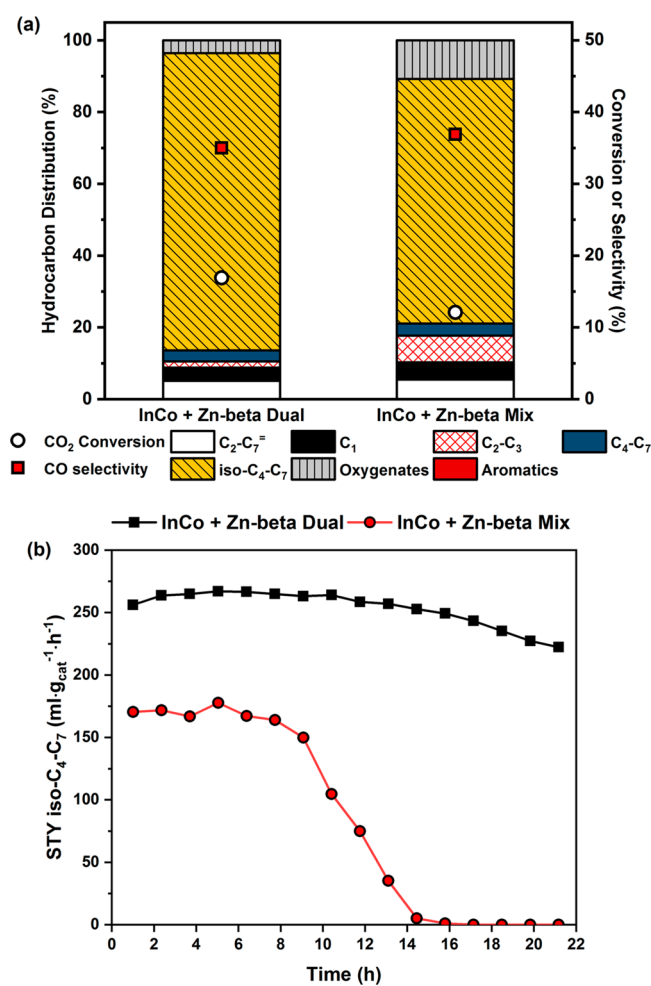 (a)
Hydrocarbon Distribution (%)
100
80
60
40
20
0
50
40
30
20
10
0
Conversion or Selectivity (%)
InCo + Zn-beta Dual InCo + Zn-beta Mix
CO₂ Conversion C₂-C₇⁼ C₁ C₂-C₃ C₄-C₇
CO selectivity iso-C₄-C₇ Oxygenates Aromatics
InCo + Zn-beta Dual InCo + Zn-beta Mix
(b)
STY iso-C₄-C₇ (ml·g_cat⁻¹·h⁻¹)
300
250
200
150
100
50
0
0 2 4 6 8 10 12 14 16 18 20 22
Time (h)